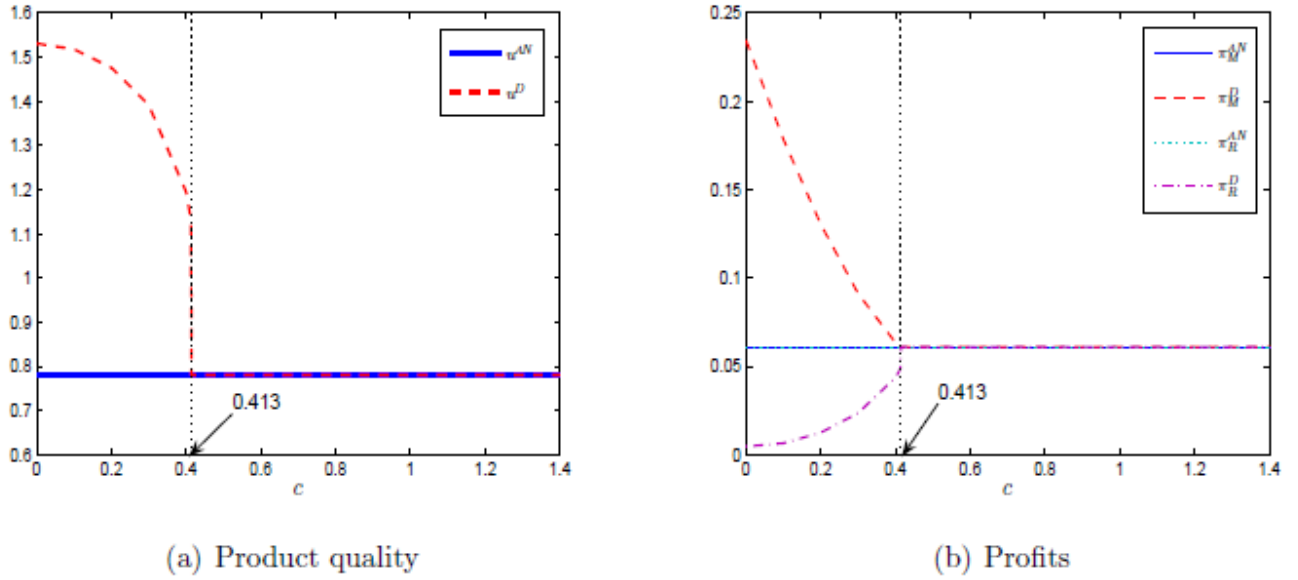 1.6
1.5
1.4
1.3
1.2
1.1
1
0.9
0.8
0.7
0.6
0 0.2 0.4 0.6 0.8 1 1.2 1.4
c
u^AN
u^D
0.413
(a) Product quality
0.25
0.2
0.15
0.1
0.05
0
0 0.2 0.4 0.6 0.8 1 1.2 1.4
c
π_M^AN
π_M^D
π_R^AN
π_R^D
0.413
(b) Profits